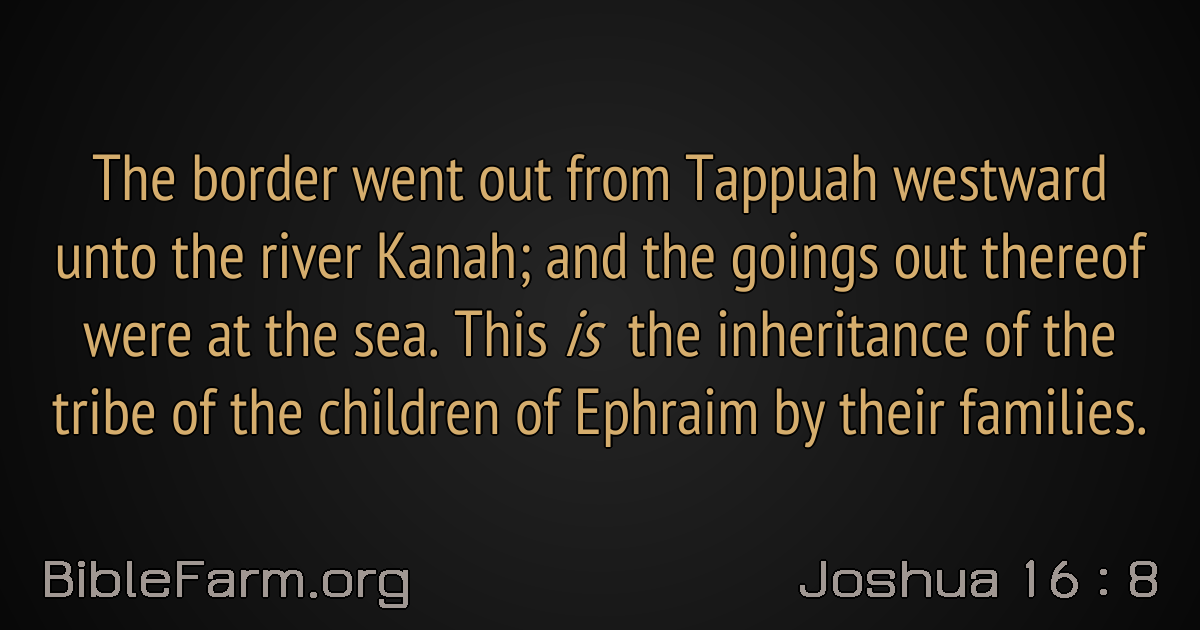 The border went out from Tappuah westward
unto the river Kanah; and the goings out thereof
were at the sea. This is the inheritance of the
tribe of the children of Ephraim by their families.
BibleFarm.org
Joshua 16 : 8